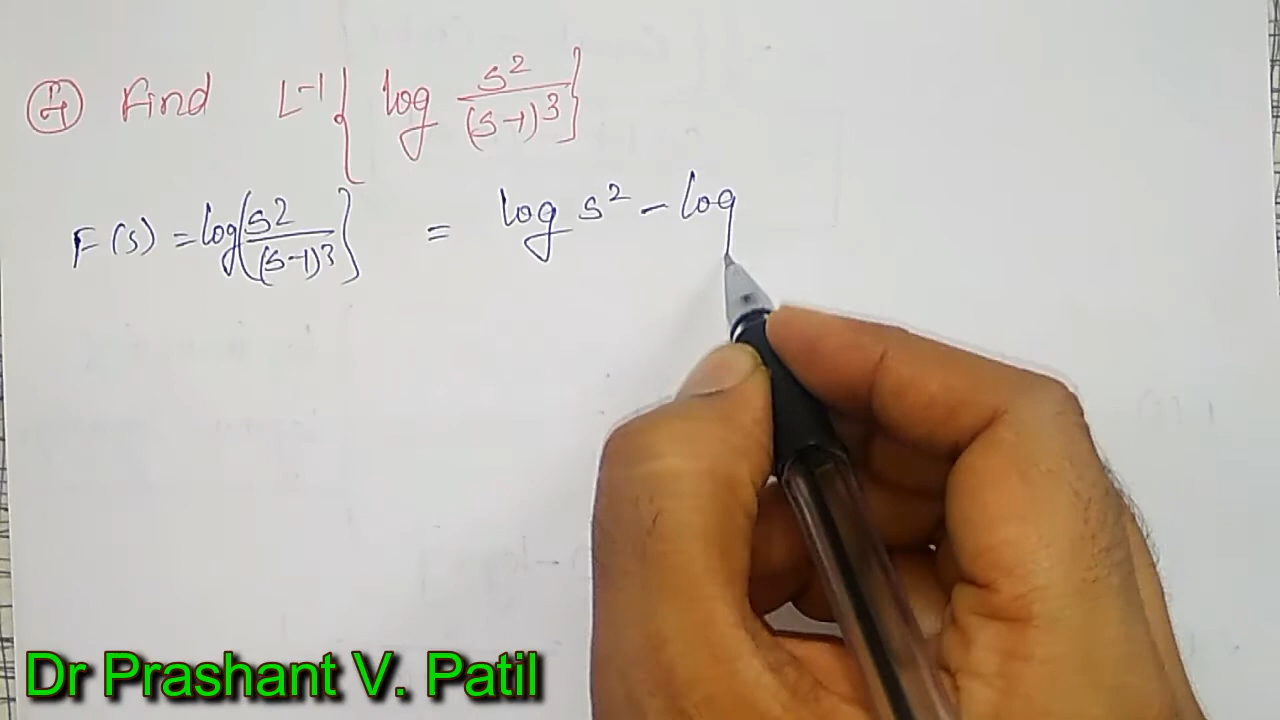 ④ Find L⁻¹{ log s²/(s-1)³ }
F(s) = log{ s²/(s-1)³ } = log s² - log
Dr Prashant V. Patil